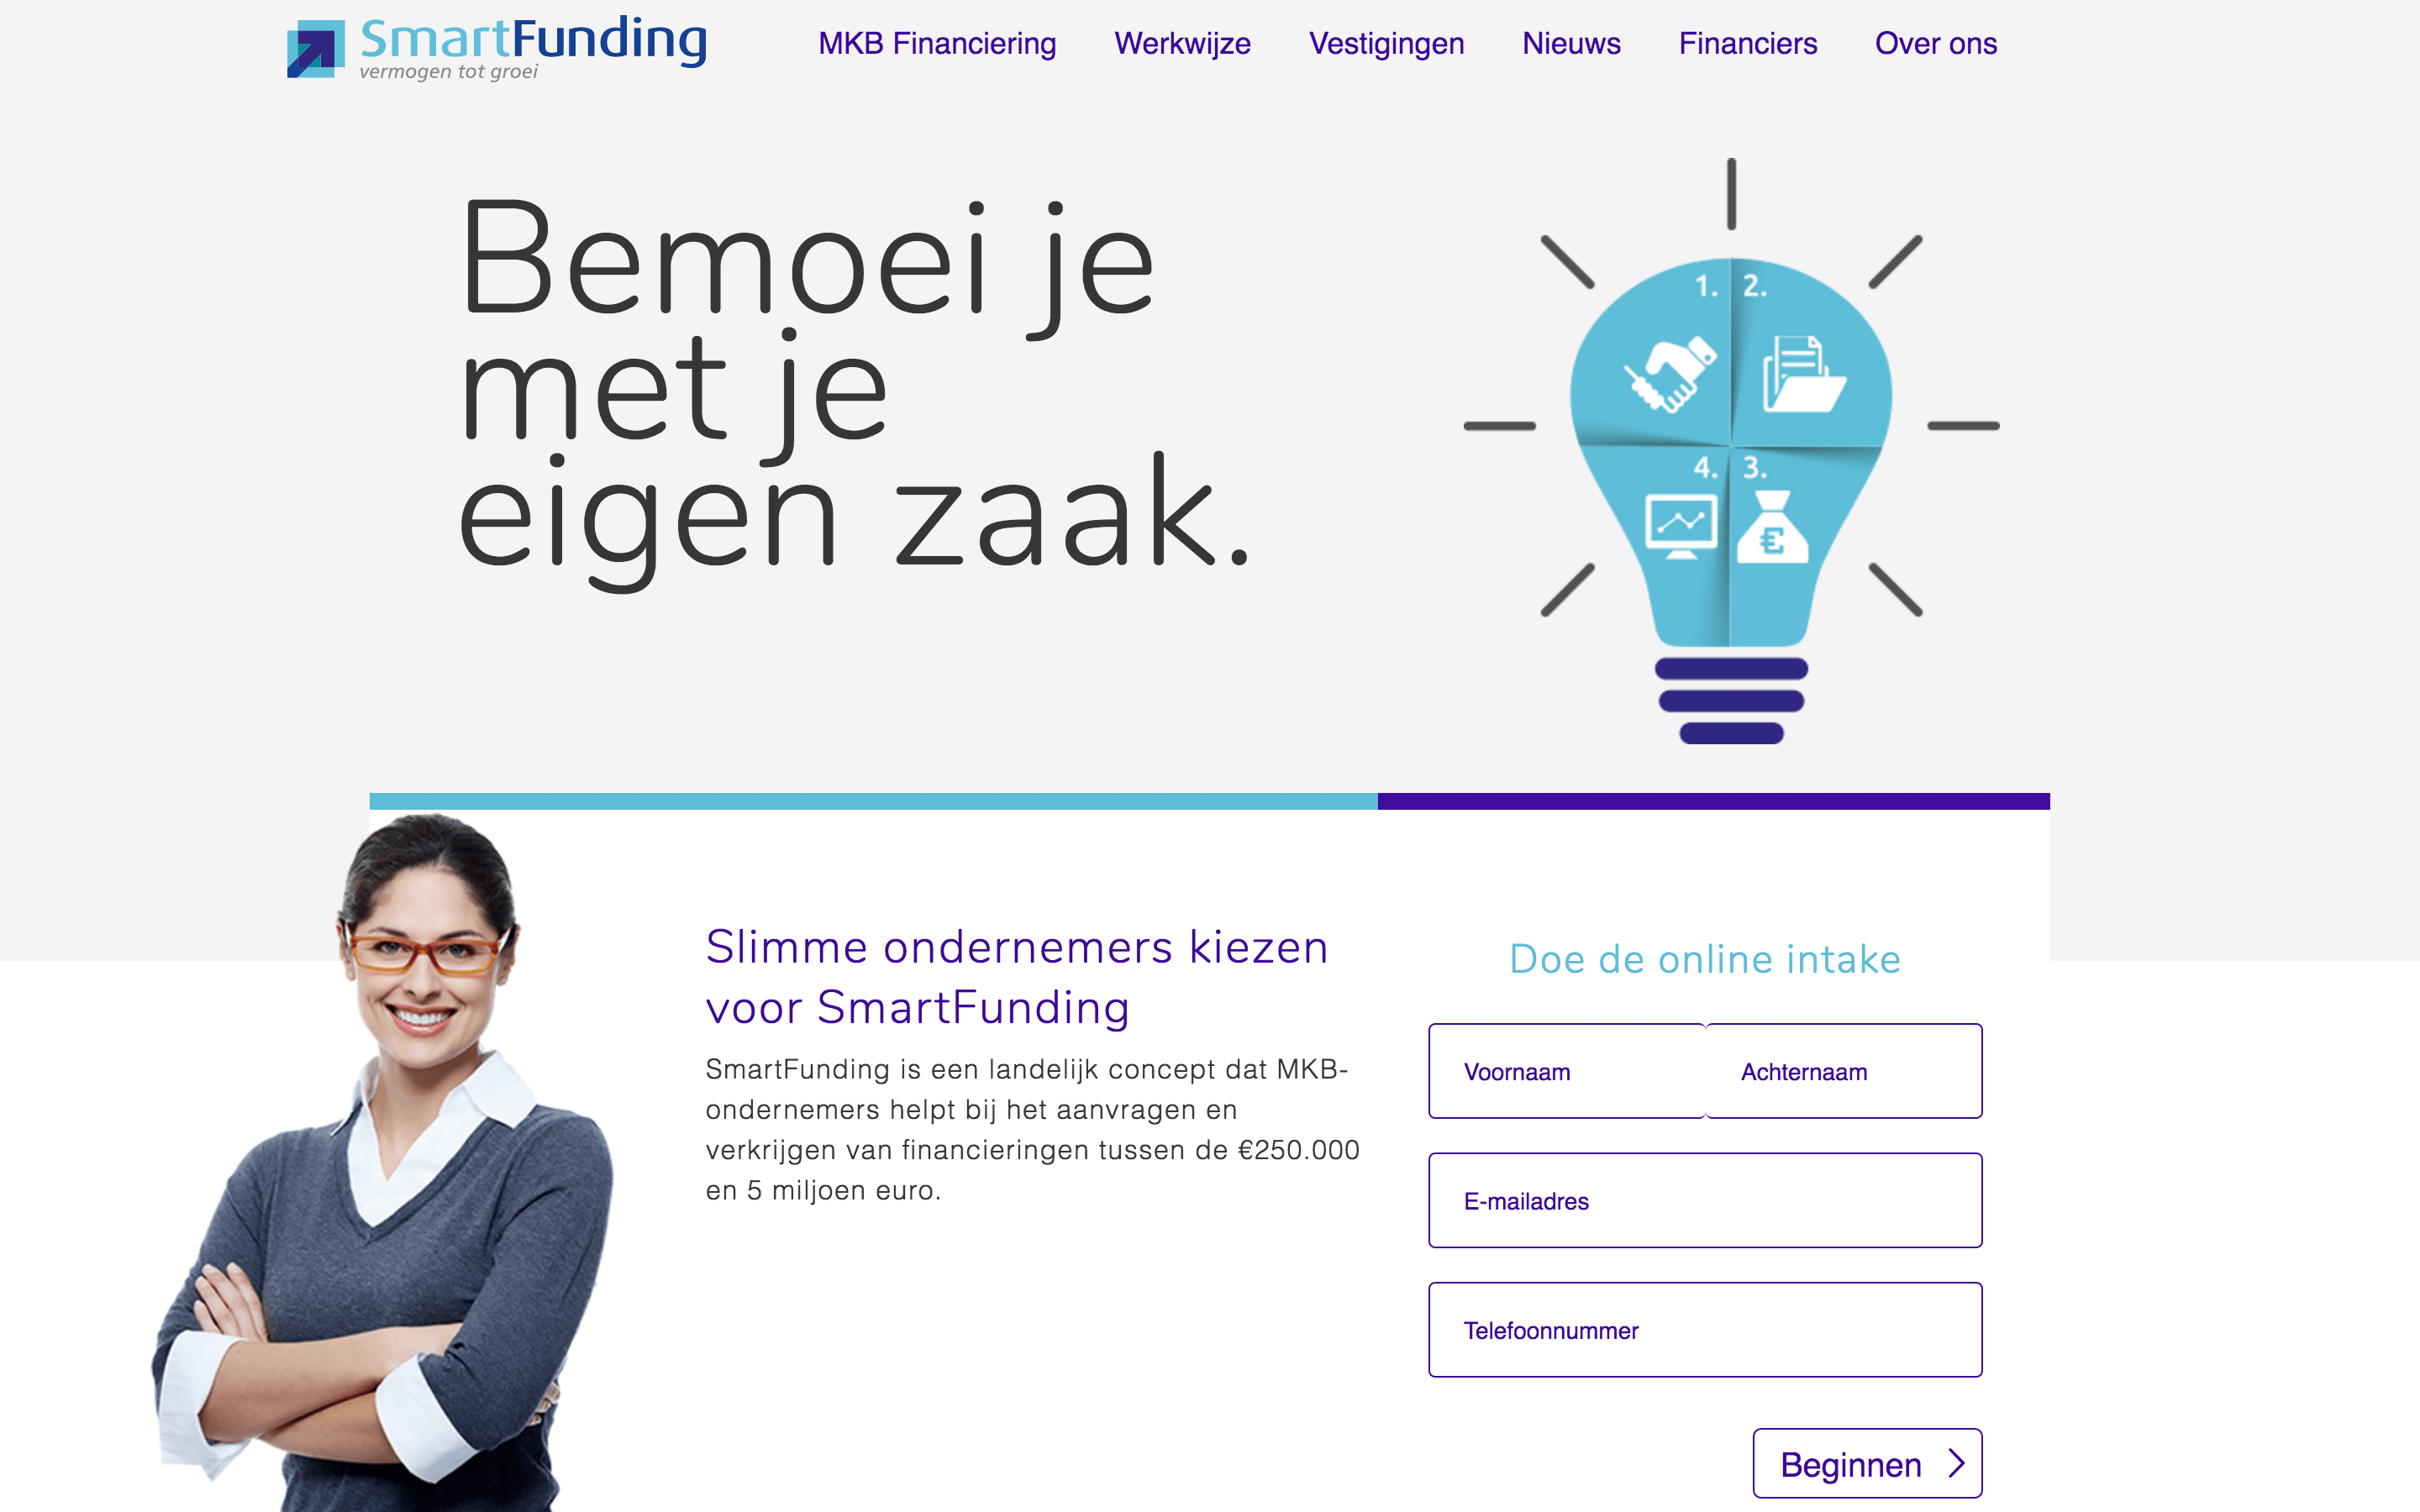 SmartFunding
vermogen tot groei
MKB Financiering
Werkwijze
Vestigingen
Nieuws
Financiers
Over ons
Bemoei je
met je
eigen zaak.
1.
2.
4.
3.
€
Slimme ondernemers kiezen
voor SmartFunding
SmartFunding is een landelijk concept dat MKB-
ondernemers helpt bij het aanvragen en
verkrijgen van financieringen tussen de €250.000
en 5 miljoen euro.
Doe de online intake
Voornaam
Achternaam
E-mailadres
Telefoonnummer
Beginnen